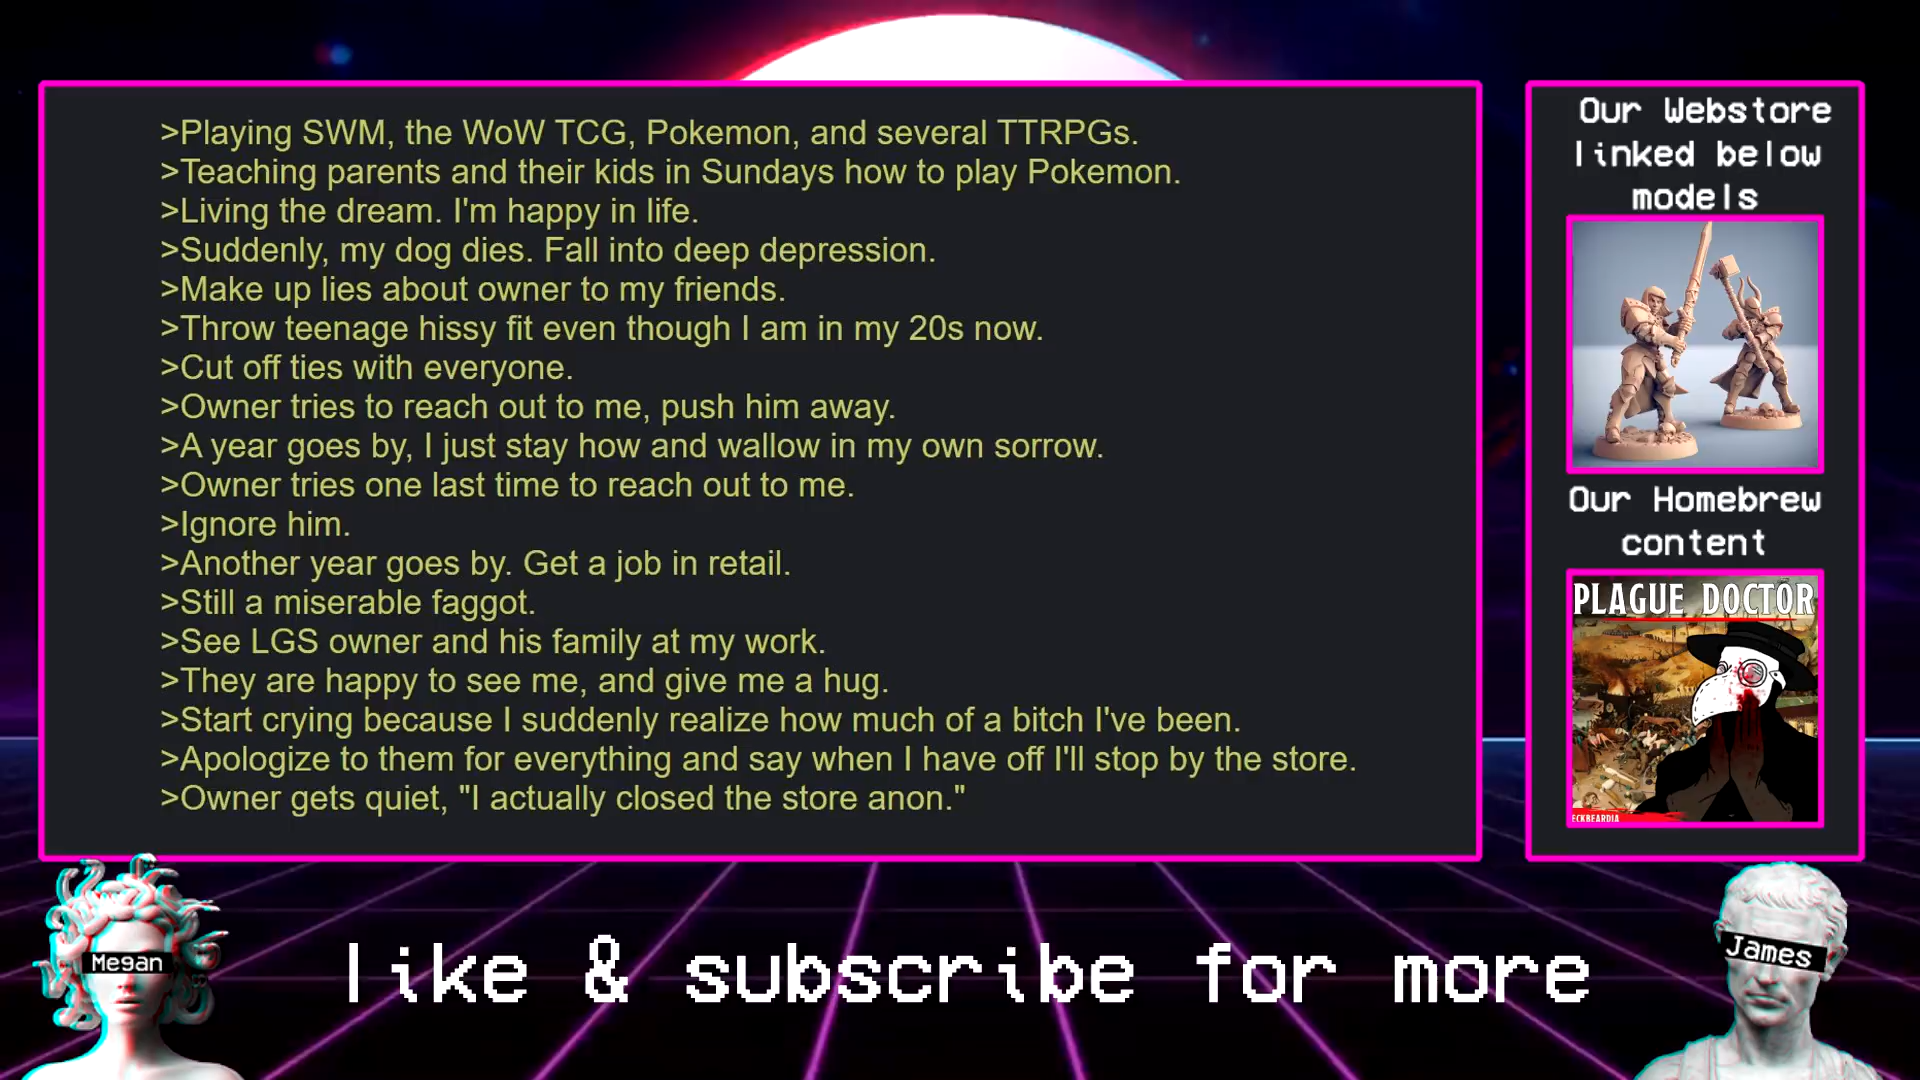 >Playing SWM, the WoW TCG, Pokemon, and several TTRPGs.
>Teaching parents and their kids in Sundays how to play Pokemon.
>Living the dream. I'm happy in life.
>Suddenly, my dog dies. Fall into deep depression.
>Make up lies about owner to my friends.
>Throw teenage hissy fit even though I am in my 20s now.
>Cut off ties with everyone.
>Owner tries to reach out to me, push him away.
>A year goes by, I just stay how and wallow in my own sorrow.
>Owner tries one last time to reach out to me.
>Ignore him.
>Another year goes by. Get a job in retail.
>Still a miserable faggot.
>See LGS owner and his family at my work.
>They are happy to see me, and give me a hug.
>Start crying because I suddenly realize how much of a bitch I've been.
>Apologize to them for everything and say when I have off I'll stop by the store.
>Owner gets quiet, "I actually closed the store anon."
Our Webstore
linked below
models
Our Homebrew
content
PLAGUE DOCTOR
ECKBEARDIA
Megan
like & subscribe for more
James